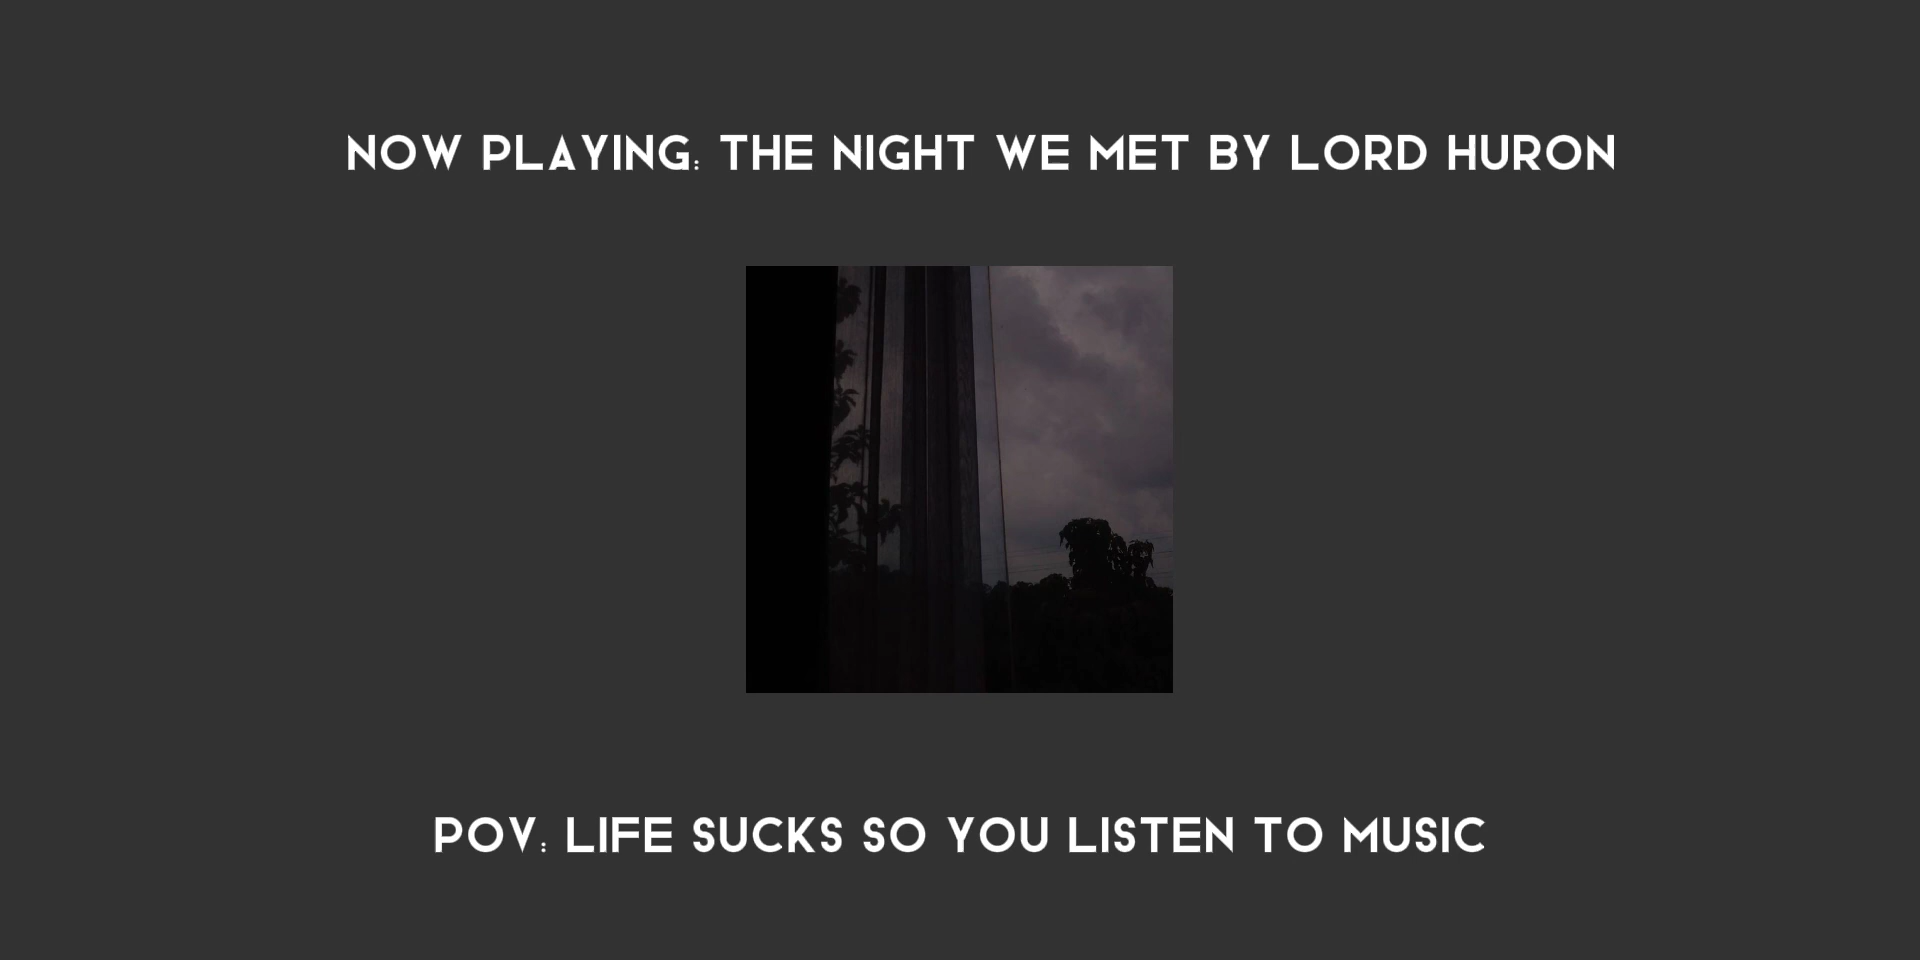 NOW PLAYING: THE NIGHT WE MET BY LORD HURON
POV: LIFE SUCKS SO YOU LISTEN TO MUSIC